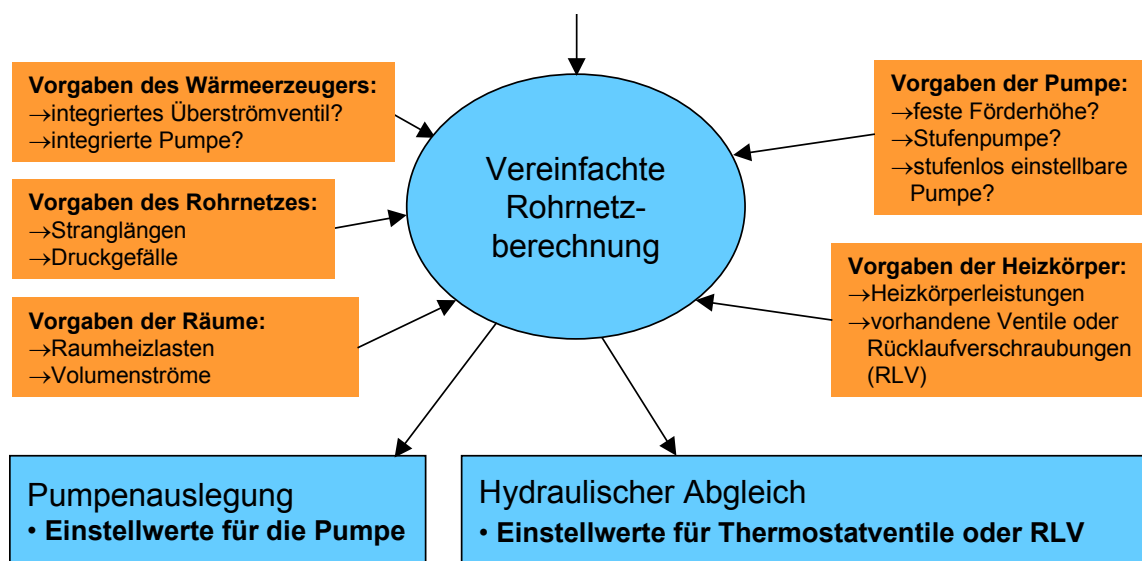 Vorgaben des Wärmeerzeugers:
→integriertes Überströmventil?
→integrierte Pumpe?
Vorgaben des Rohrnetzes:
→Stranglängen
→Druckgefälle
Vorgaben der Räume:
→Raumheizlasten
→Volumenströme
Vereinfachte
Rohrnetz-
berechnung
Vorgaben der Pumpe:
→feste Förderhöhe?
→Stufenpumpe?
→stufenlos einstellbare
Pumpe?
Vorgaben der Heizkörper:
→Heizkörperleistungen
→vorhandene Ventile oder
Rücklaufverschraubungen
(RLV)
Pumpenauslegung
• Einstellwerte für die Pumpe
Hydraulischer Abgleich
• Einstellwerte für Thermostatventile oder RLV